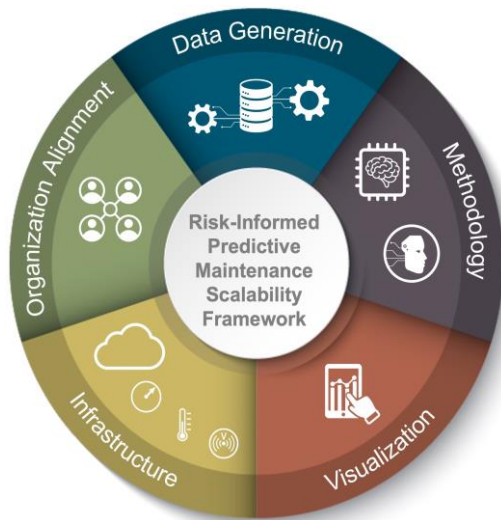 Data Generation
Methodology
Visualization
Infrastructure
Organization Alignment
Risk-Informed
Predictive
Maintenance
Scalability
Framework
V